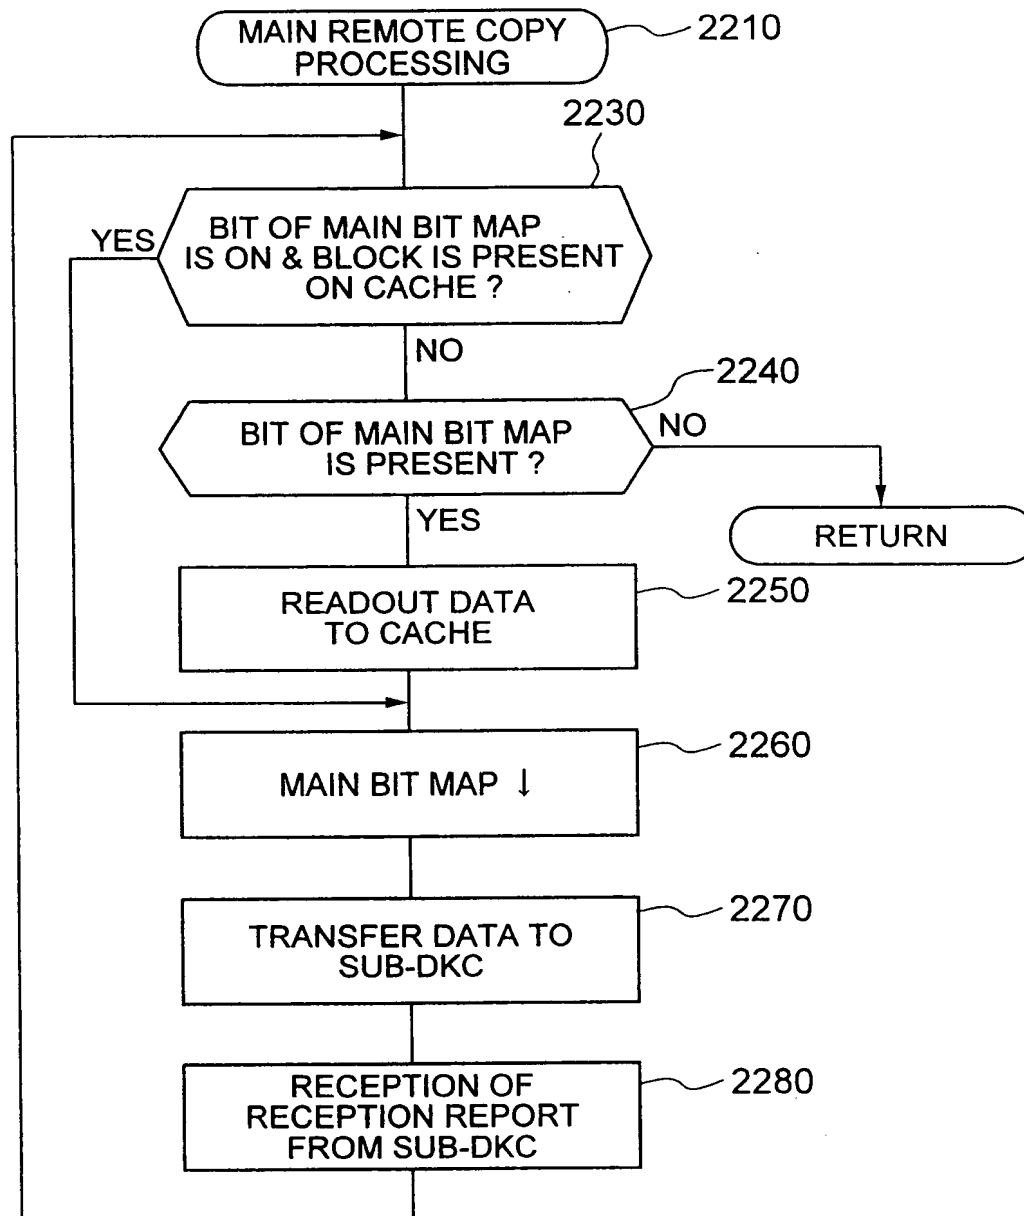 MAIN REMOTE COPY
PROCESSING
2210
2230
BIT OF MAIN BIT MAP
IS ON & BLOCK IS PRESENT
ON CACHE ?
YES
NO
2240
BIT OF MAIN BIT MAP
IS PRESENT ?
NO
YES
RETURN
2250
READOUT DATA
TO CACHE
2260
MAIN BIT MAP ↓
2270
TRANSFER DATA TO
SUB-DKC
2280
RECEPTION OF
RECEPTION REPORT
FROM SUB-DKC